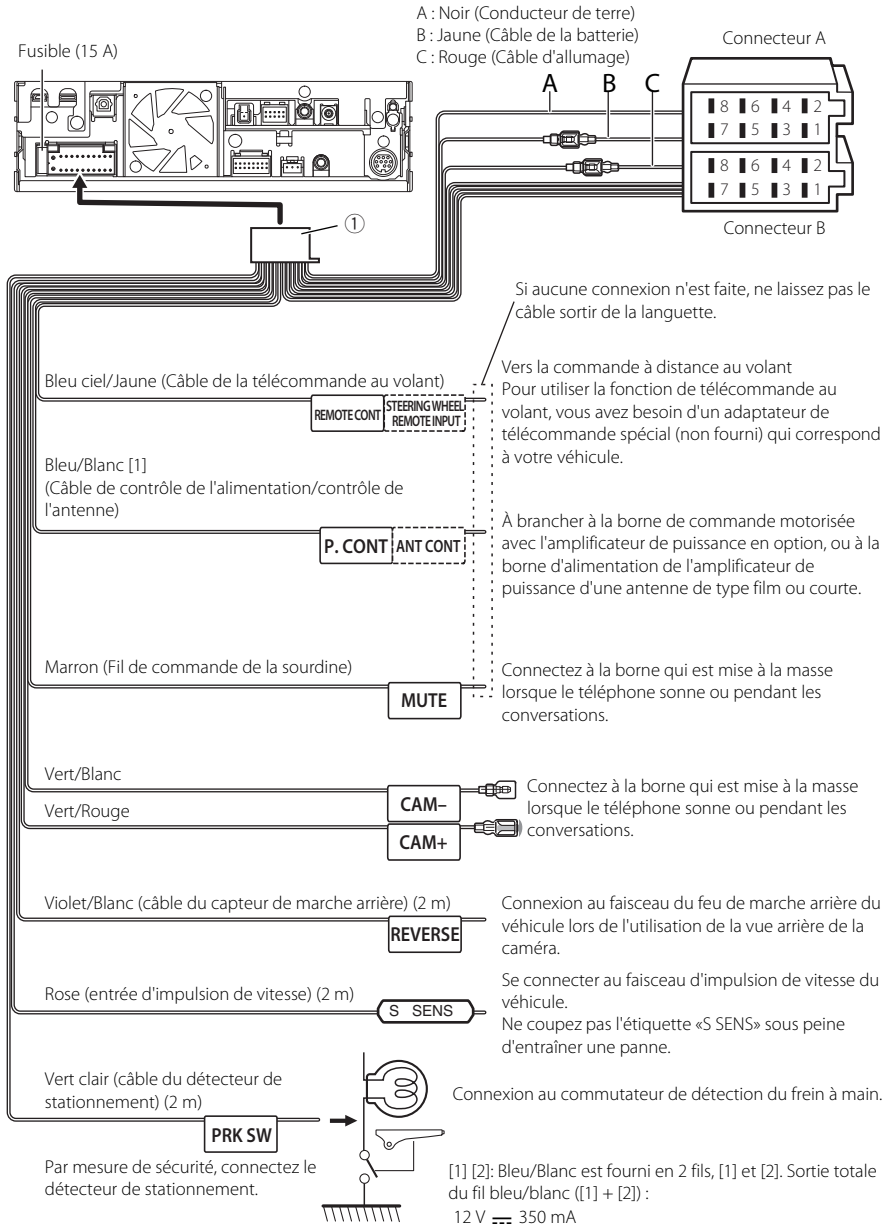 A : Noir (Conducteur de terre)
B : Jaune (Câble de la batterie)
C : Rouge (Câble d'allumage)
Fusible (15 A)
Connecteur A
A B C
8 6 4 2
7 5 3 1
8 6 4 2
7 5 3 1
Connecteur B
①
Si aucune connexion n'est faite, ne laissez pas le
câble sortir de la languette.
Bleu ciel/Jaune (Câble de la télécommande au volant)
REMOTE CONT
STEERING WHEEL
REMOTE INPUT
Vers la commande à distance au volant
Pour utiliser la fonction de télécommande au
volant, vous avez besoin d'un adaptateur de
télécommande spécial (non fourni) qui correspond
à votre véhicule.
Bleu/Blanc [1]
(Câble de contrôle de l'alimentation/contrôle de
l'antenne)
P. CONT ANT CONT
À brancher à la borne de commande motorisée
avec l'amplificateur de puissance en option, ou à la
borne d'alimentation de l'amplificateur de
puissance d'une antenne de type film ou courte.
Marron (Fil de commande de la sourdine)
MUTE
Connectez à la borne qui est mise à la masse
lorsque le téléphone sonne ou pendant les
conversations.
Vert/Blanc
CAM–
Vert/Rouge
CAM+
Connectez à la borne qui est mise à la masse
lorsque le téléphone sonne ou pendant les
conversations.
Violet/Blanc (câble du capteur de marche arrière) (2 m)
REVERSE
Connexion au faisceau du feu de marche arrière du
véhicule lors de l'utilisation de la vue arrière de la
caméra.
Rose (entrée d'impulsion de vitesse) (2 m)
S SENS
Se connecter au faisceau d'impulsion de vitesse du
véhicule.
Ne coupez pas l'étiquette «S SENS» sous peine
d'entraîner une panne.
Vert clair (câble du détecteur de
stationnement) (2 m)
PRK SW
Par mesure de sécurité, connectez le
détecteur de stationnement.
Connexion au commutateur de détection du frein à main.
[1] [2]: Bleu/Blanc est fourni en 2 fils, [1] et [2]. Sortie totale
du fil bleu/blanc ([1] + [2]) :
12 V ⎓ 350 mA